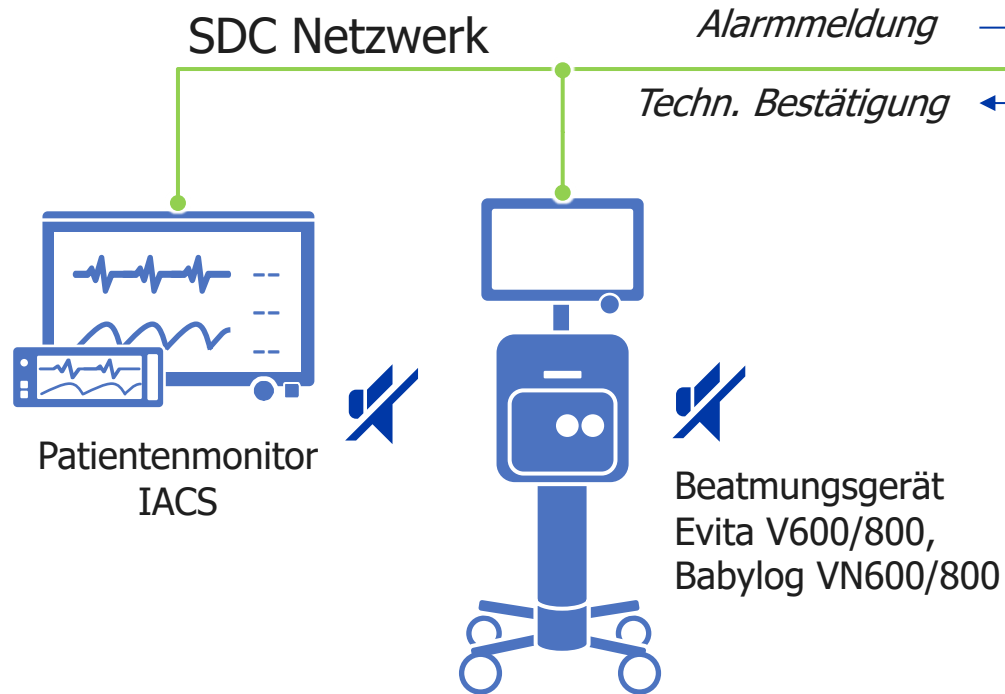 SDC Netzwerk
Alarmmeldung
Techn. Bestätigung
Patientenmonitor
IACS
Beatmungsgerät
Evita V600/800,
Babylog VN600/800